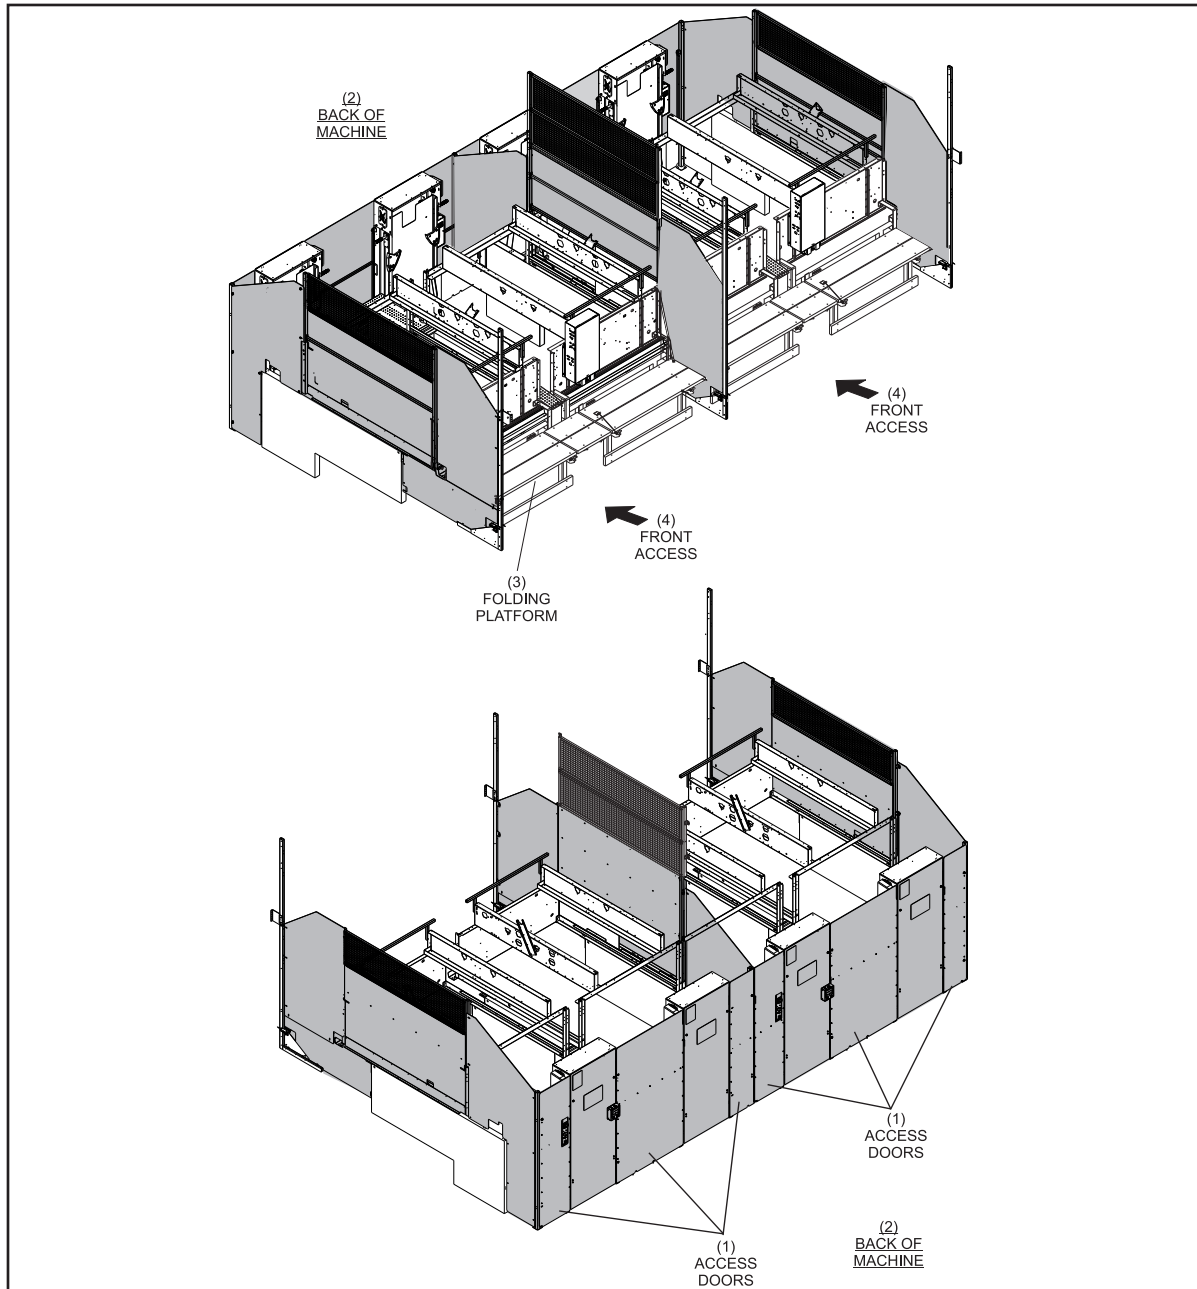 (2)
BACK OF
MACHINE
(4)
FRONT
ACCESS
(4)
FRONT
ACCESS
(3)
FOLDING
PLATFORM
(1)
ACCESS
DOORS
(1)
ACCESS
DOORS
(2)
BACK OF
MACHINE